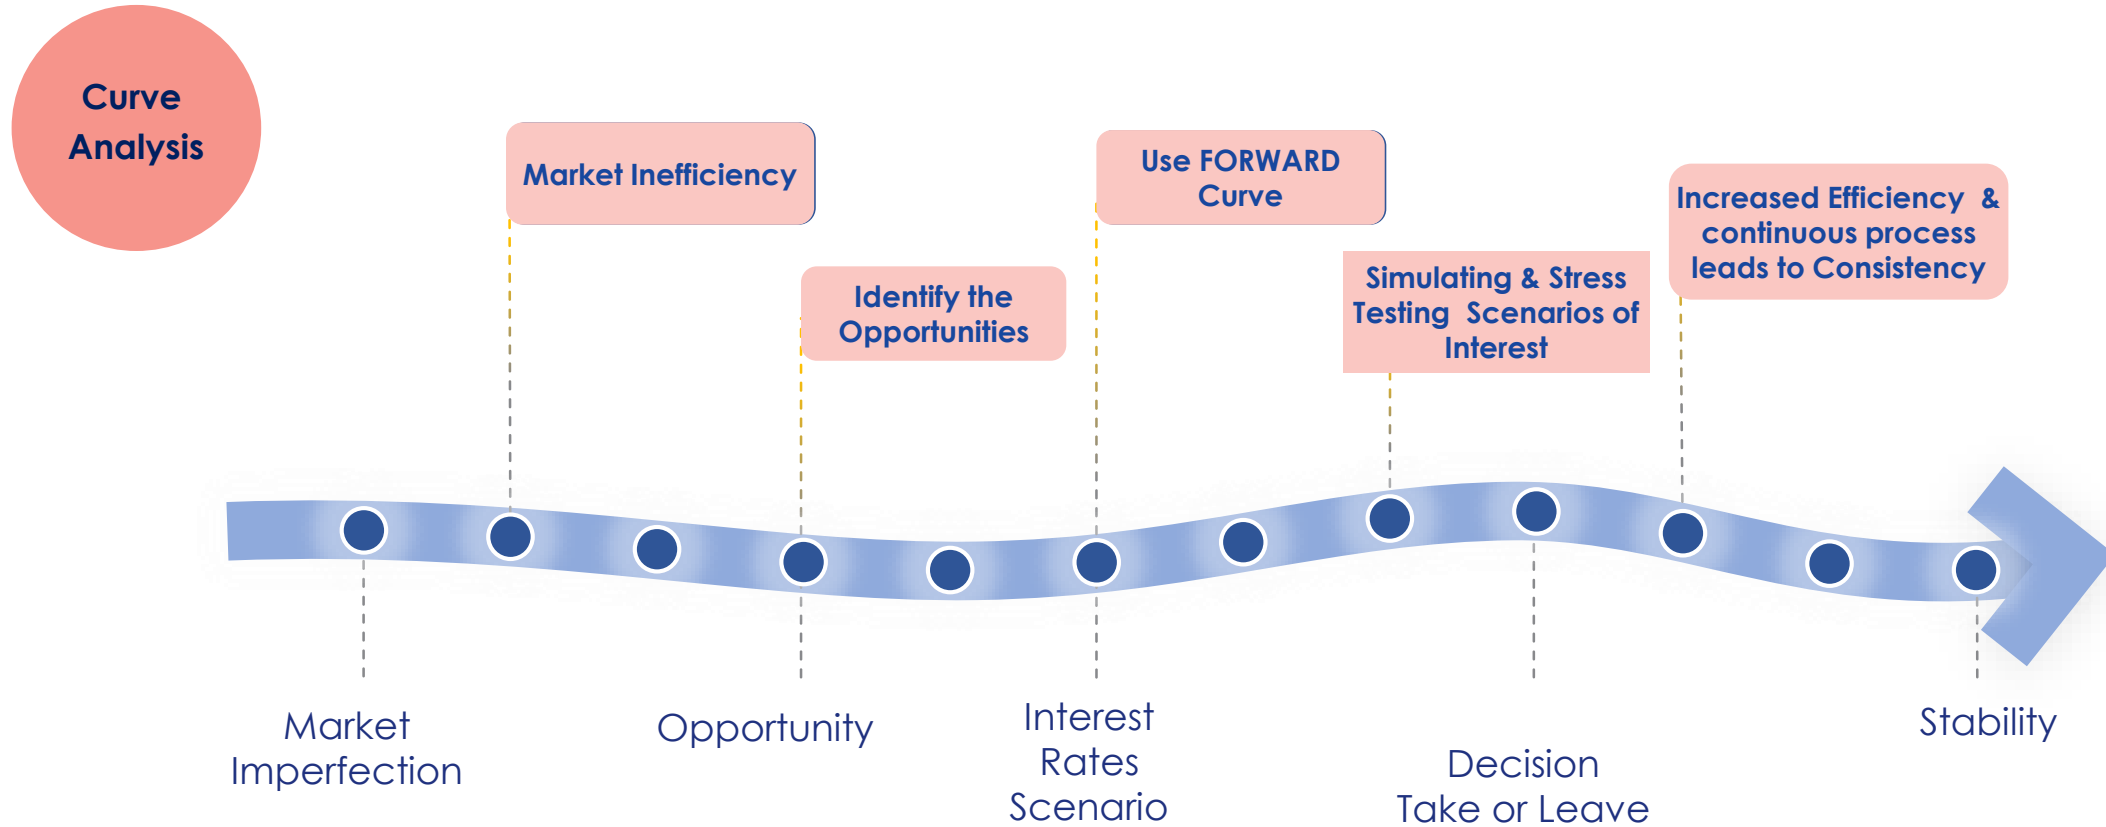 Curve
Analysis
Market Inefficiency
Identify the
Opportunities
Use FORWARD
Curve
Simulating & Stress
Testing Scenarios of
Interest
Increased Efficiency &
continuous process
leads to Consistency
Market
Imperfection
Opportunity
Interest
Rates
Scenario
Decision
Take or Leave
Stability